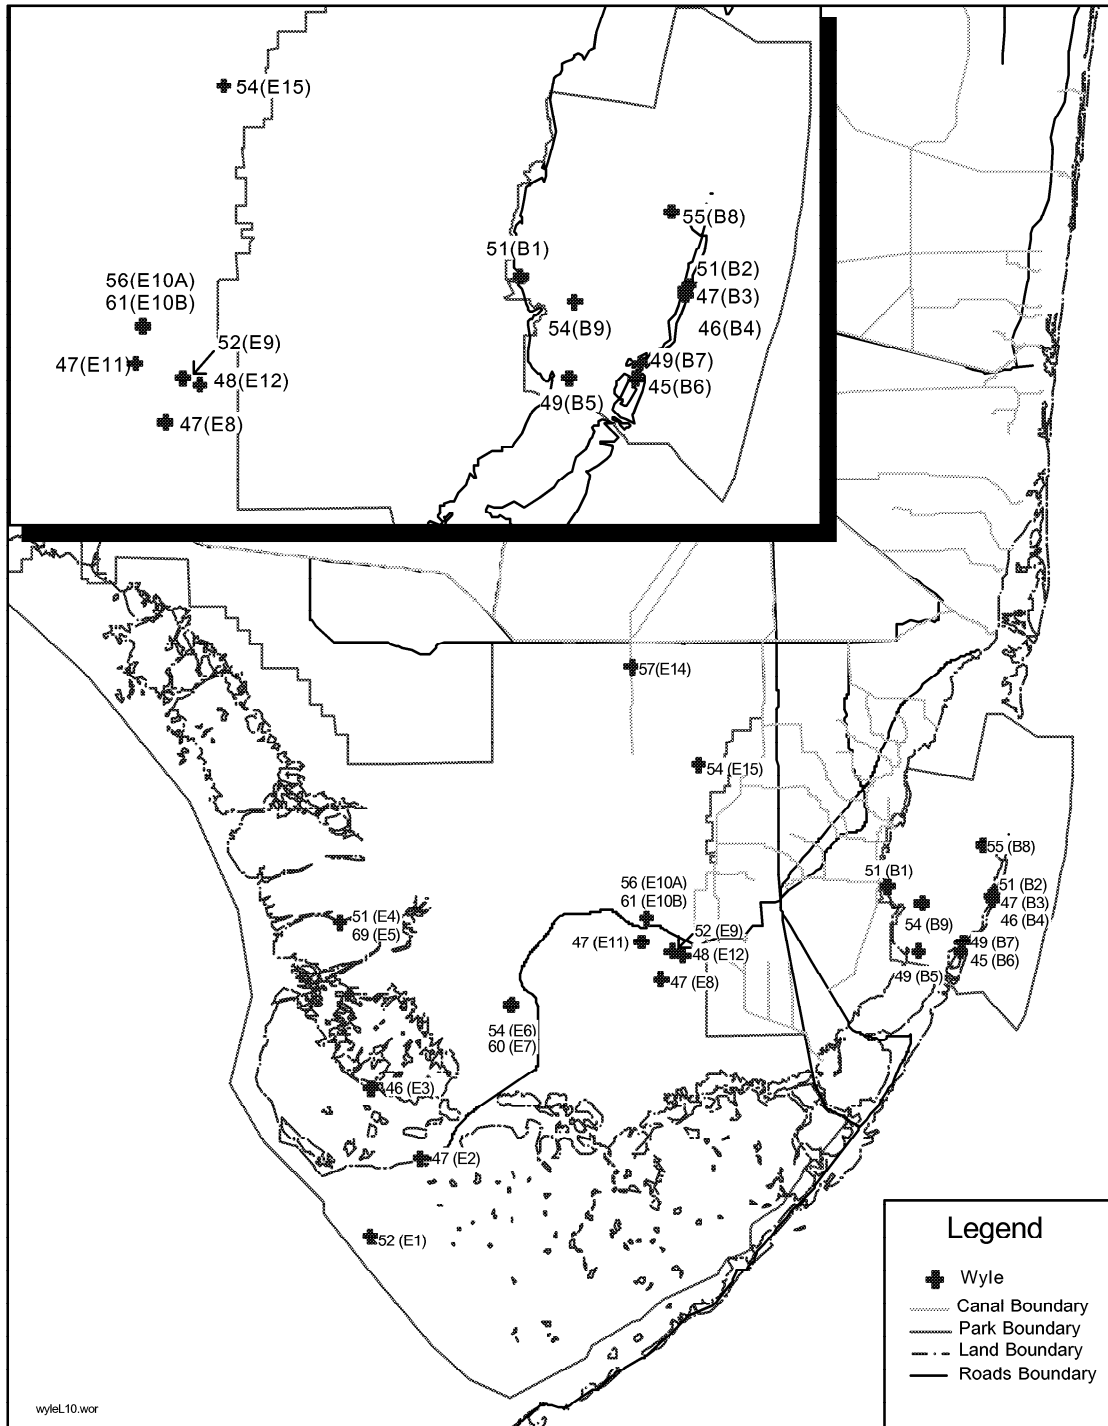 54(E15)
55(B8)
51(B1)
51(B2)
56(E10A)
61(E10B)
47(B3)
54(B9)
46(B4)
52(E9)
47(E11)
49(B7)
48(E12)
45(B6)
49(B5)
47(E8)
57(E14)
54 (E15)
55 (B8)
51 (B1)
56 (E10A)
61 (E10B)
51 (B2)
47 (B3)
46 (B4)
51 (E4)
69 (E5)
54 (B9)
52 (E9)
47 (E11)
49 (B7)
48 (E12)
45 (B6)
49 (B5)
47 (E8)
54 (E6)
60 (E7)
46 (E3)
47 (E2)
52 (E1)
Legend
Wyle
Canal Boundary
Park Boundary
Land Boundary
Roads Boundary
wyleL10.wor